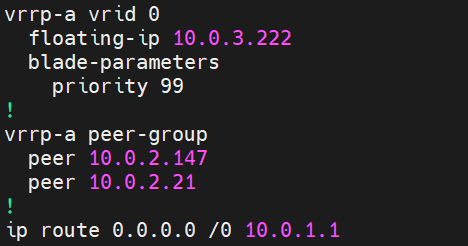 vrrp-a vrid 0
  floating-ip 10.0.3.222
  blade-parameters
    priority 99
!
vrrp-a peer-group
  peer 10.0.2.147
  peer 10.0.2.21
!
ip route 0.0.0.0 /0 10.0.1.1